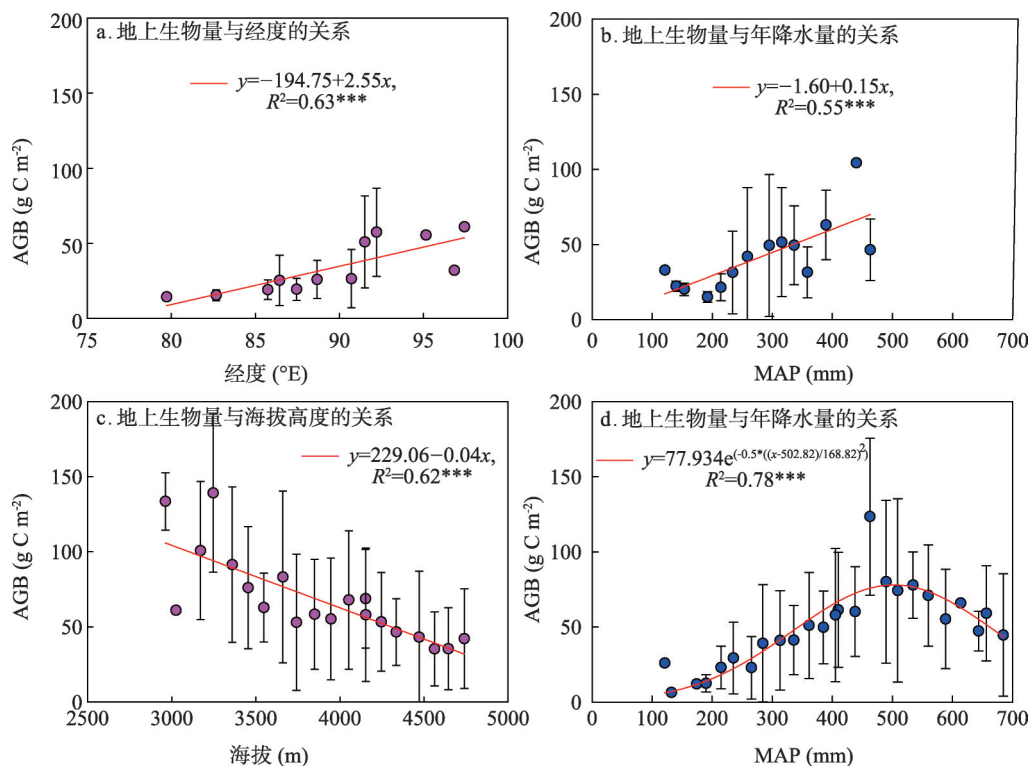 a. 地上生物量与经度的关系
y=−194.75+2.55x,
R²=0.63***
200
150
100
50
0
AGB (g C m⁻²)
75
80
85
90
95
100
经度 (°E)
b. 地上生物量与年降水量的关系
y=−1.60+0.15x,
R²=0.55***
200
150
100
50
0
AGB (g C m⁻²)
0
100
200
300
400
500
600
700
MAP (mm)
c. 地上生物量与海拔高度的关系
y=229.06−0.04x,
R²=0.62***
200
150
100
50
0
AGB (g C m⁻²)
2500
3000
3500
4000
4500
5000
海拔 (m)
d. 地上生物量与年降水量的关系
y=77.934e(-0.5*((x-502.82)/168.82)²)
R²=0.78***
200
150
100
50
0
AGB (g C m⁻²)
0
100
200
300
400
500
600
700
MAP (mm)